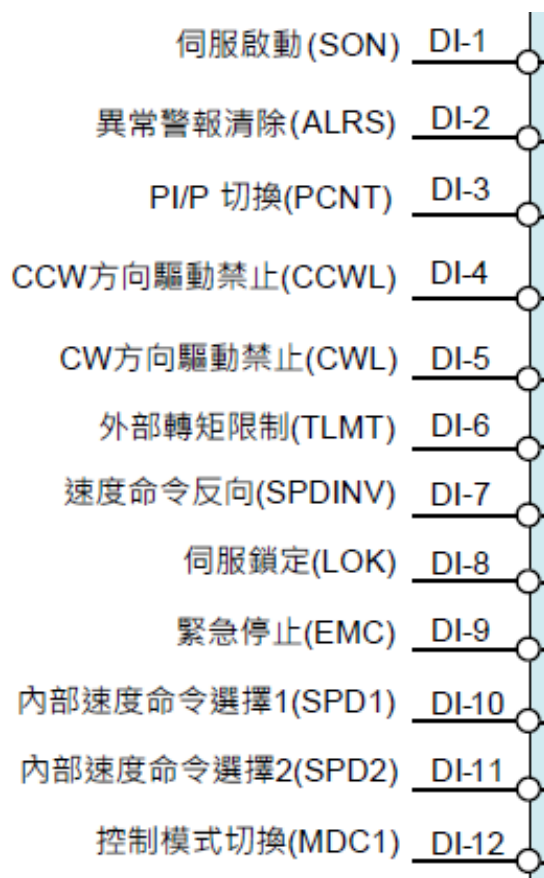 伺服啟動(SON) DI-1
異常警報清除(ALRS) DI-2
PI/P 切換(PCNT) DI-3
CCW方向驅動禁止(CCWL) DI-4
CW方向驅動禁止(CWL) DI-5
外部轉矩限制(TLMT) DI-6
速度命令反向(SPDINV) DI-7
伺服鎖定(LOK) DI-8
緊急停止(EMC) DI-9
內部速度命令選擇1(SPD1) DI-10
內部速度命令選擇2(SPD2) DI-11
控制模式切換(MDC1) DI-12